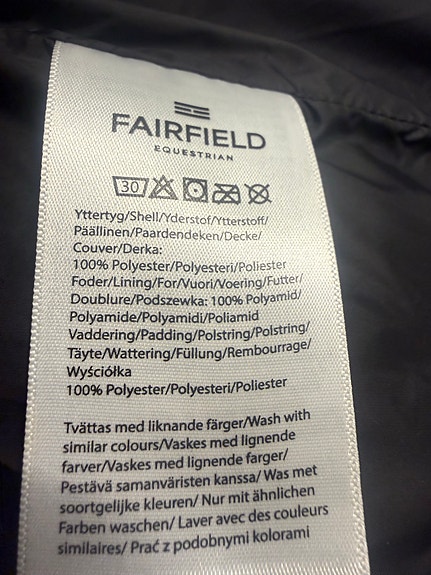 FAIRFIELD
EQUESTRIAN
30
Yttertyg/Shell/Yderstof/Ytterstoff/
Päällinen/Paardendeken/Decke/
Couver/Derka:
100% Polyester/Polyesteri/Poliester
Foder/Lining/For/Vuori/Voering/Futter/
Doublure/Podszewka: 100% Polyamid/
Polyamide/Polyamidi/Poliamid
Vaddering/Padding/Polstring/Polstring/
Täyte/Wattering/Füllung/Rembourrage/
Wyściółka
100% Polyester/Polyesteri/Poliester
Tvättas med liknande färger/Wash with
similar colours/Vaskes med lignende
farver/Vaskes med lignende farger/
Pestävä samanväristen kanssa/ Was met
soortgelijke kleuren/ Nur mit ähnlichen
Farben waschen/ Laver avec des couleurs
similaires/ Prać z podobnymi kolorami